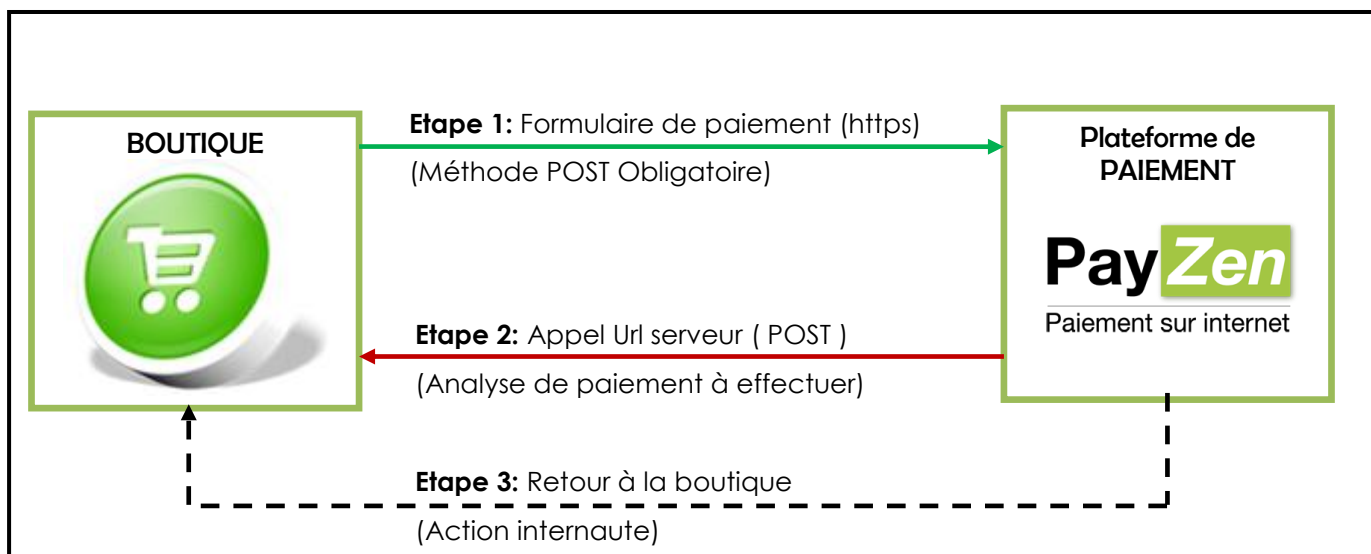 BOUTIQUE
Etape 1: Formulaire de paiement (https)
(Méthode POST Obligatoire)
Plateforme de
PAIEMENT
PayZen
Paiement sur internet
Etape 2: Appel Url serveur ( POST )
(Analyse de paiement à effectuer)
Etape 3: Retour à la boutique
(Action internaute)